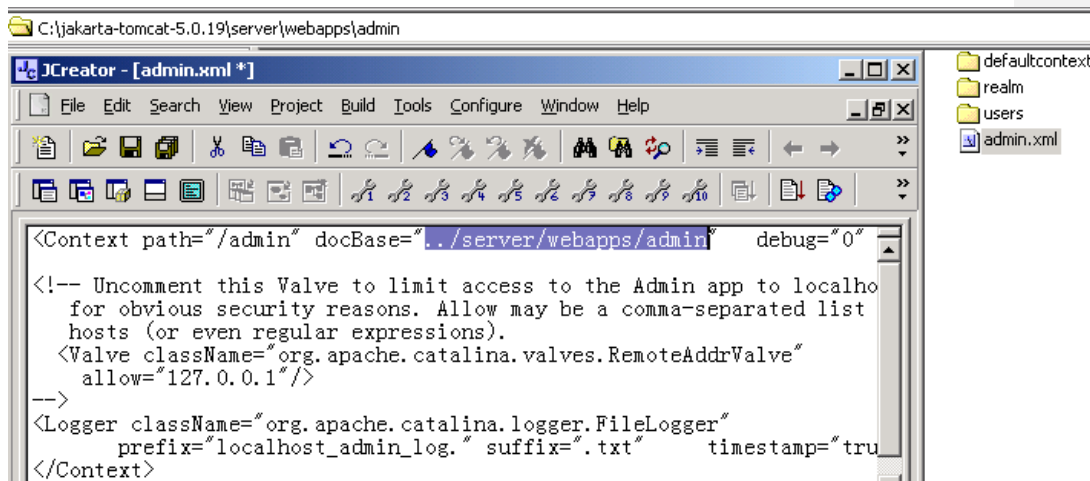 C:\jakarta-tomcat-5.0.19\server\webapps\admin
JCreator - [admin.xml *]
File Edit Search View Project Build Tools Configure Window Help
<Context path="/admin" docBase="../server/webapps/admin" debug="0"
<!-- Uncomment this Valve to limit access to the Admin app to localho
for obvious security reasons. Allow may be a comma-separated list
hosts (or even regular expressions).
<Valve className="org.apache.catalina.valves.RemoteAddrValve"
allow="127.0.0.1"/>
-->
<Logger className="org.apache.catalina.logger.FileLogger"
prefix="localhost_admin_log." suffix=".txt" timestamp="tru
</Context>
defaultcontext
realm
users
admin.xml